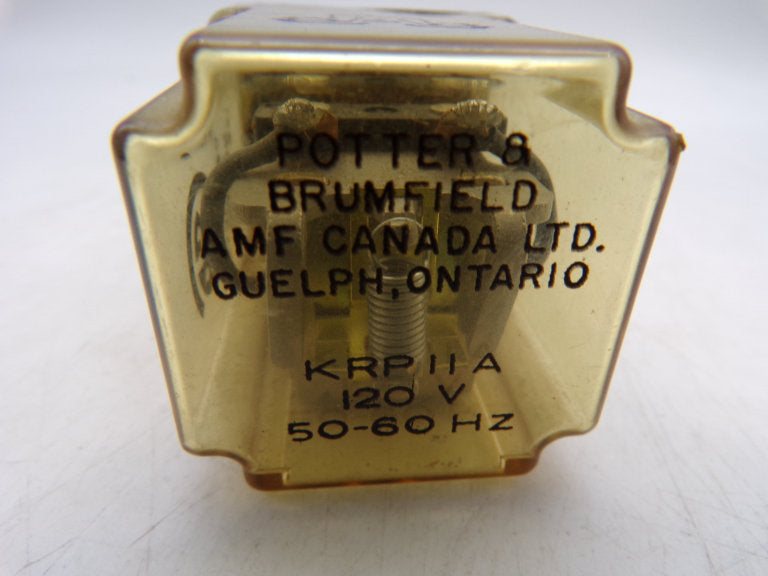 POTTER &
BRUMFIELD
AMF CANADA LTD.
GUELPH, ONTARIO
KRP11A
120 V
50-60 HZ